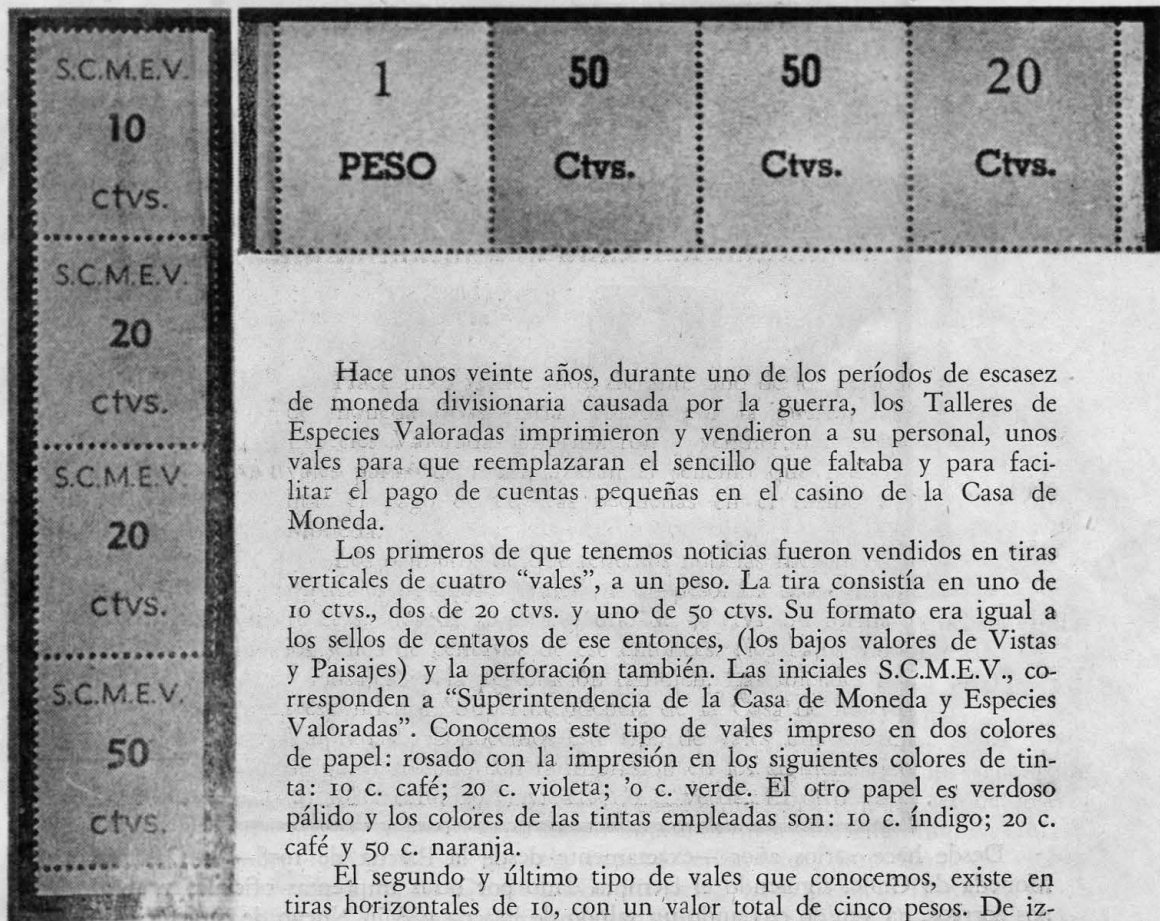 S.C.M.E.V.
10
ctvs.
S.C.M.E.V.
20
ctvs.
S.C.M.E.V.
20
ctvs.
S.C.M.E.V.
50
ctvs.
1
PESO
50
Ctvs.
50
Ctvs.
20
Ctvs.
Hace unos veinte años, durante uno de los períodos de escasez
de moneda divisionaria causada por la guerra, los Talleres de
Especies Valoradas imprimieron y vendieron a su personal, unos
vales para que reemplazaran el sencillo que faltaba y para faci-
litar el pago de cuentas pequeñas en el casino de la Casa de
Moneda.
Los primeros de que tenemos noticias fueron vendidos en tiras
verticales de cuatro “vales”, a un peso. La tira consistía en uno de
10 ctvs., dos de 20 ctvs. y uno de 50 ctvs. Su formato era igual a
los sellos de centavos de ese entonces, (los bajos valores de Vistas
y Paisajes) y la perforación también. Las iniciales S.C.M.E.V., co-
rresponden a “Superintendencia de la Casa de Moneda y Especies
Valoradas”. Conocemos este tipo de vales impreso en dos colores
de papel: rosado con la impresión en los siguientes colores de tin-
ta: 10 c. café; 20 c. violeta; ’o c. verde. El otro papel es verdoso
pálido y los colores de las tintas empleadas son: 10 c. índigo; 20 c.
café y 50 c. naranja.
El segundo y último tipo de vales que conocemos, existe en
tiras horizontales de 10, con un valor total de cinco pesos. De iz-